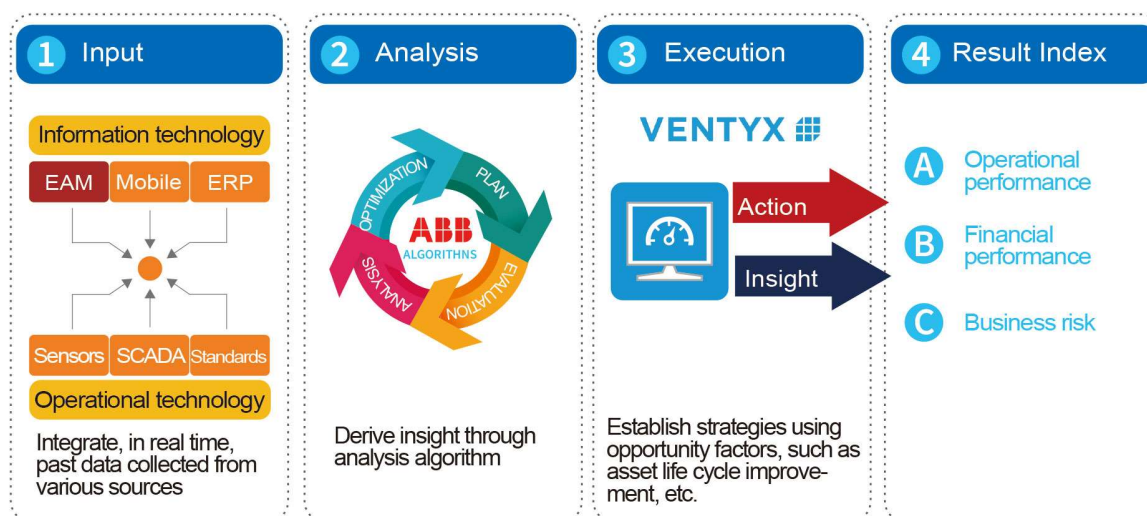 1 Input
Information technology
EAM Mobile ERP
Sensors SCADA Standards
Operational technology
Integrate, in real time,
past data collected from
various sources
2 Analysis
OPTIMIZATION
PLAN
EVALUATION
ANALYSIS
ABB
ALGORITHNS
Derive insight through
analysis algorithm
3 Execution
VENTYX
Action
Insight
Establish strategies using
opportunity factors, such as
asset life cycle improve-
ment, etc.
4 Result Index
A Operational
performance
B Financial
performance
C Business risk